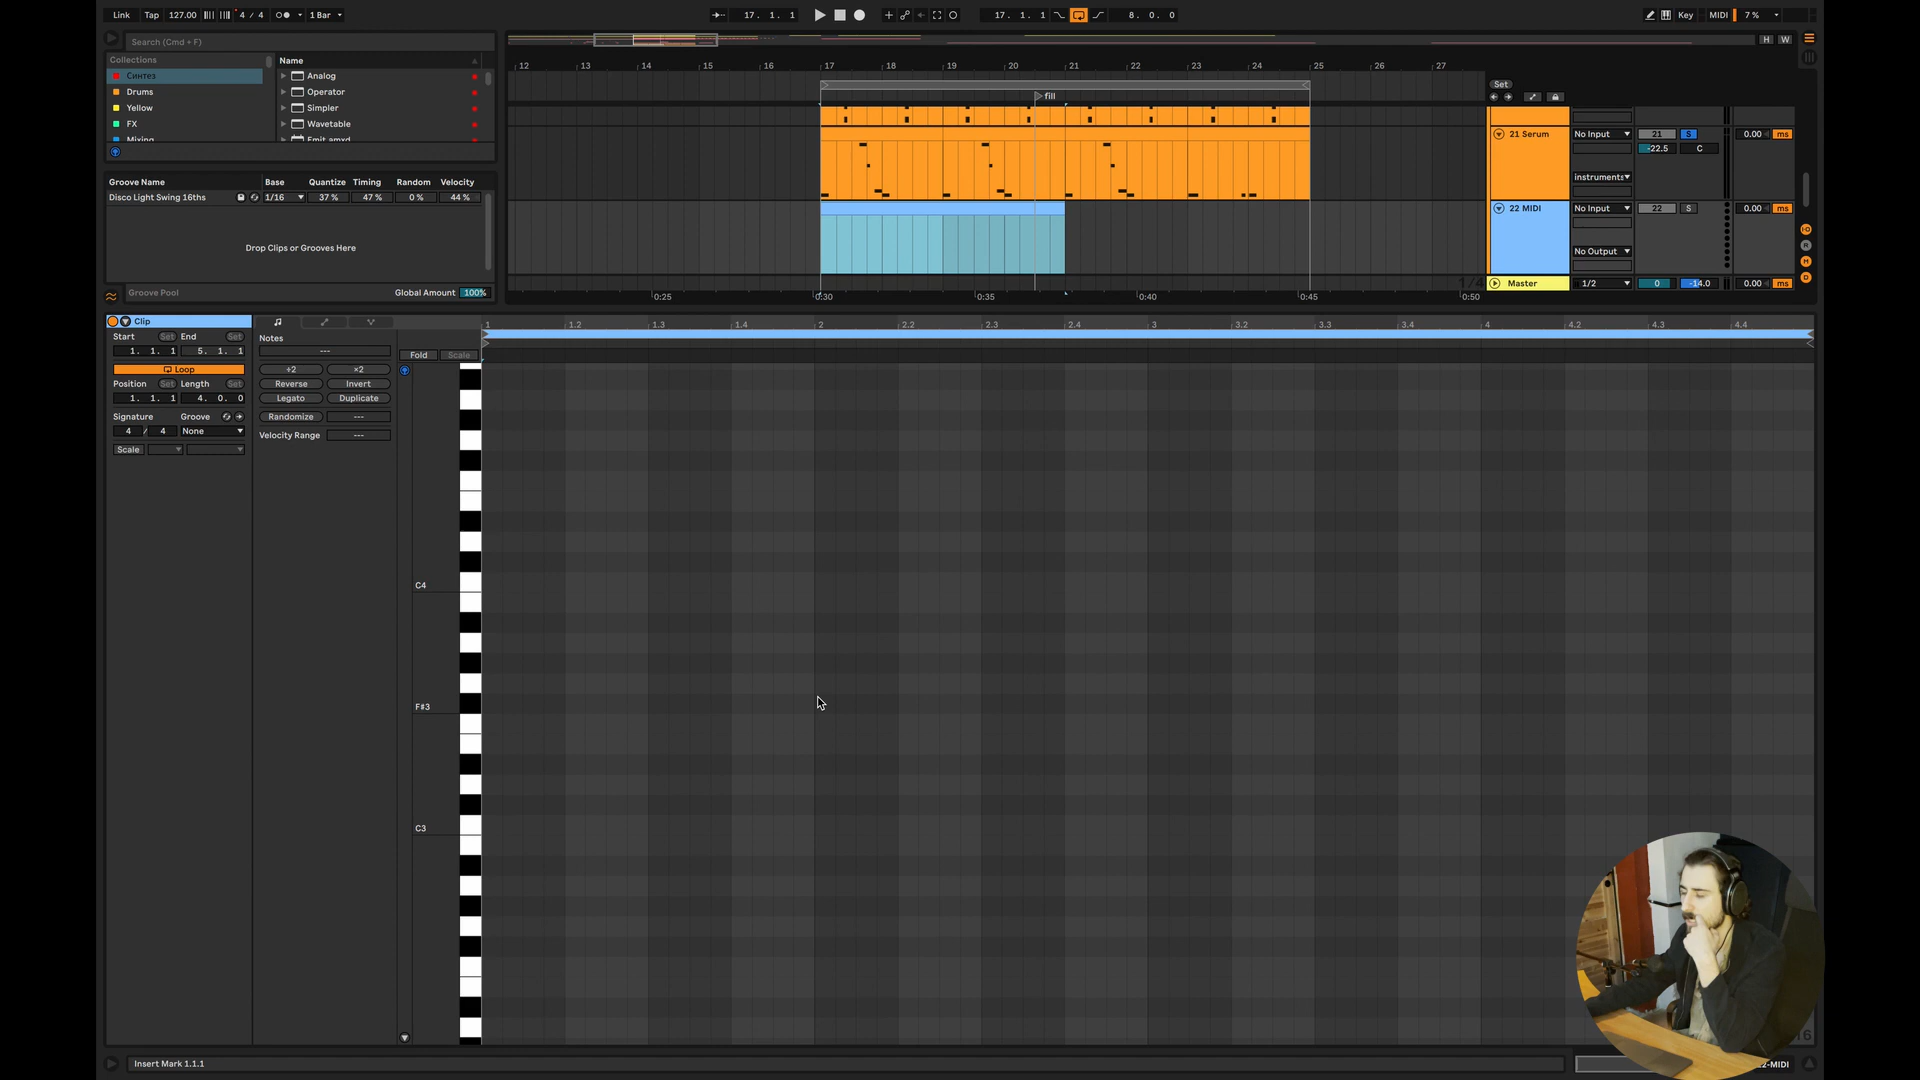 Link Tap 127.00 4 / 4 1 Bar 17. 1. 1 17. 1. 1 8. 0. 0 Key MIDI 7 %
Search (Cmd + F)
Collections Name
Синтез Analog
Drums Operator
Yellow Simpler
FX Wavetable
Mixing Emit.amxd
Groove Name Base Quantize Timing Random Velocity
Disco Light Swing 16ths 1/16 37 % 47 % 0 % 44 %
Drop Clips or Grooves Here
Groove Pool Global Amount 100%
H W
12 13 14 15 16 17 18 19 20 21 22 23 24 25 26 27
Set
fill
21 Serum No Input 21 S 0.00 ms
-22.5 C
instruments
22 MIDI No Input 22 S 0.00 ms
No Output
1/4
Master 1/2 0 -14.0 0.00 ms
0:25 0:30 0:35 0:40 0:45 0:50
Clip
Start Set End Set
1. 1. 1 5. 1. 1
Loop
Position Set Length Set
1. 1. 1 4. 0. 0
Signature Groove
4 / 4 None
Scale
Notes
---
÷2 ×2
Reverse Invert
Legato Duplicate
Randomize ---
Velocity Range ---
1 1.2 1.3 1.4 2 2.2 2.3 2.4 3 3.2 3.3 3.4 4 4.2 4.3 4.4
Fold Scale
C4
F#3
C3
Insert Mark 1.1.1
-MIDI